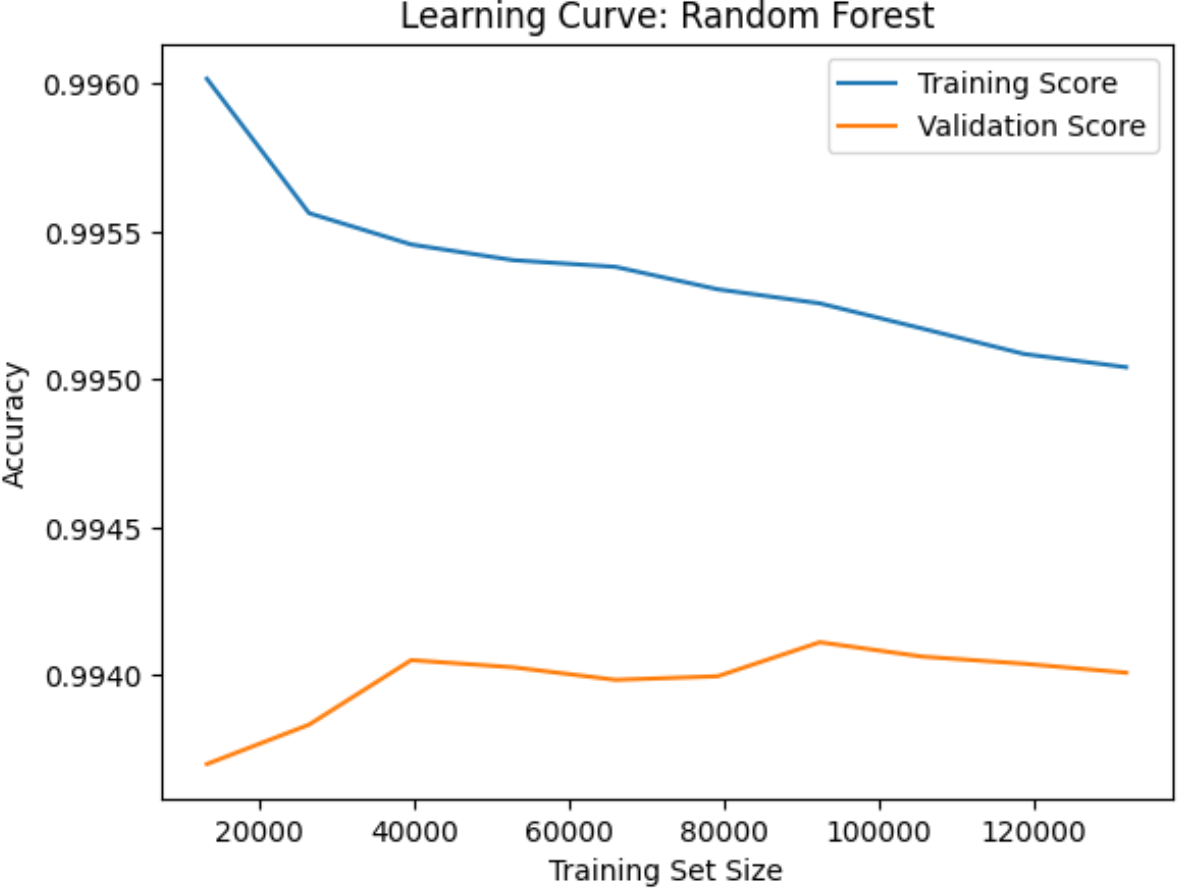 Learning Curve: Random Forest
Training Score
Validation Score
0.9960
0.9955
0.9950
0.9945
0.9940
Accuracy
20000
40000
60000
80000
100000
120000
Training Set Size